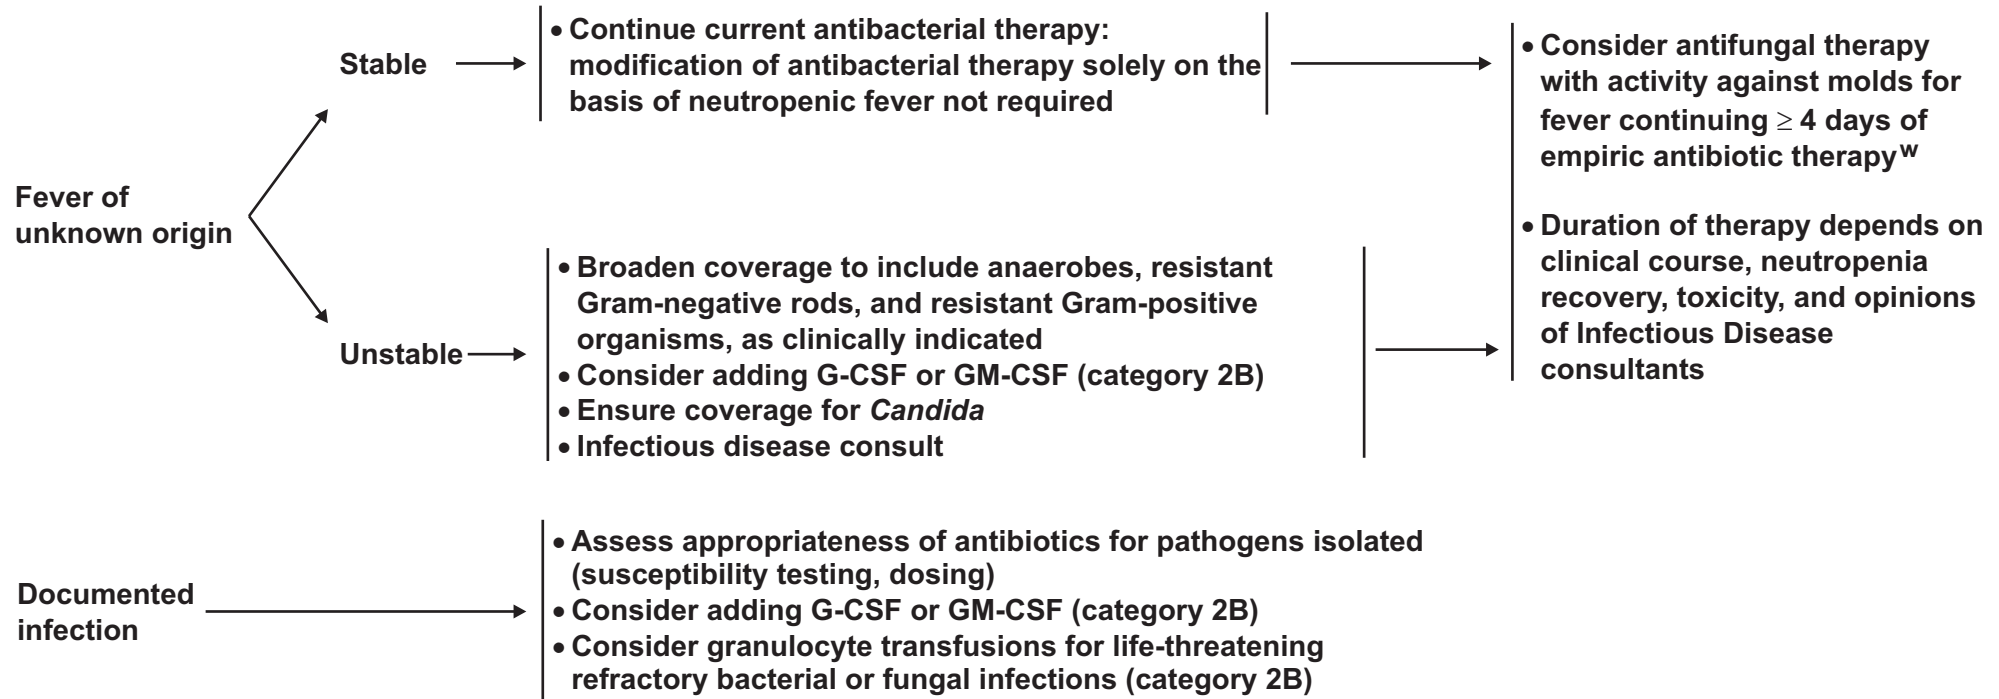 Fever of
unknown origin
Stable
• Continue current antibacterial therapy:
modification of antibacterial therapy solely on the
basis of neutropenic fever not required
Unstable
• Broaden coverage to include anaerobes, resistant
Gram-negative rods, and resistant Gram-positive
organisms, as clinically indicated
• Consider adding G-CSF or GM-CSF (category 2B)
• Ensure coverage for Candida
• Infectious disease consult
• Consider antifungal therapy
with activity against molds for
fever continuing ≥ 4 days of
empiric antibiotic therapyʷ
• Duration of therapy depends on
clinical course, neutropenia
recovery, toxicity, and opinions
of Infectious Disease
consultants
Documented
infection
• Assess appropriateness of antibiotics for pathogens isolated
(susceptibility testing, dosing)
• Consider adding G-CSF or GM-CSF (category 2B)
• Consider granulocyte transfusions for life-threatening
refractory bacterial or fungal infections (category 2B)